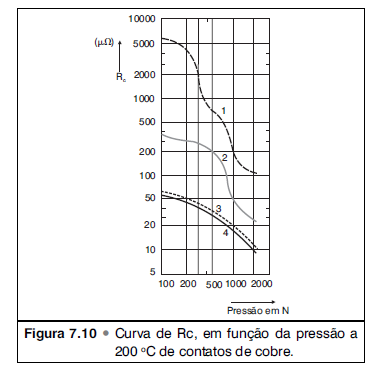 10000
(μΩ)
5000
Rc
2000
1000
500
200
100
50
20
10
5
1
2
3
4
100 200 500 1000 2000
Pressão em N
Figura 7.10 • Curva de Rc, em função da pressão a
200 ºC de contatos de cobre.